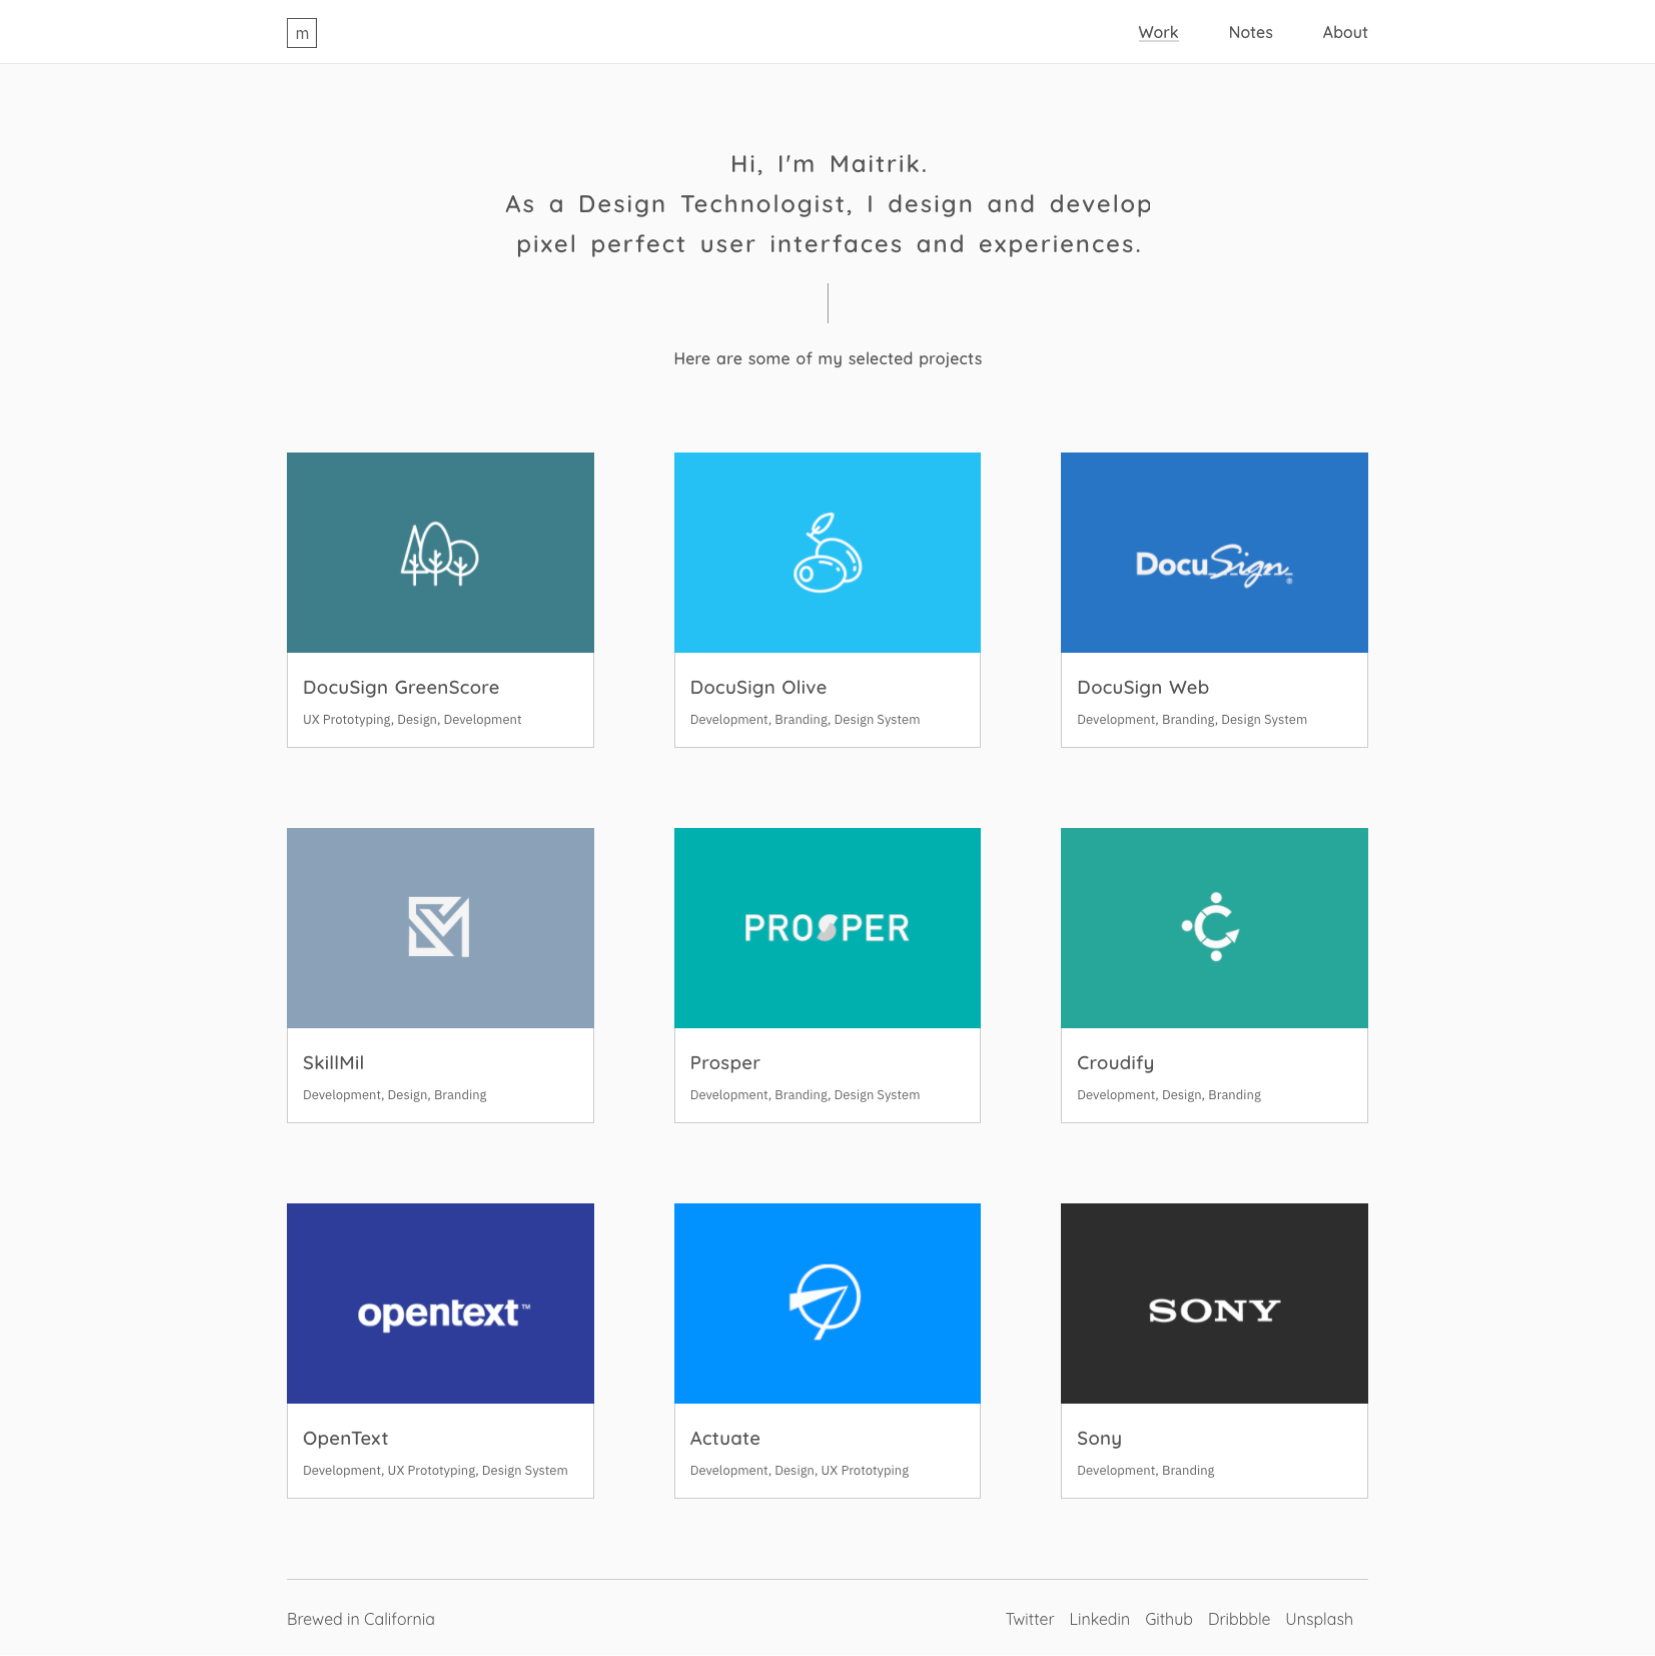 m
Work Notes About
Hi, I'm Maitrik.
As a Design Technologist, I design and develop
pixel perfect user interfaces and experiences.
Here are some of my selected projects
DocuSign®
DocuSign GreenScore
UX Prototyping, Design, Development
DocuSign Olive
Development, Branding, Design System
DocuSign Web
Development, Branding, Design System
PROSPER
SkillMil
Development, Design, Branding
Prosper
Development, Branding, Design System
Croudify
Development, Design, Branding
opentext™
SONY
OpenText
Development, UX Prototyping, Design System
Actuate
Development, Design, UX Prototyping
Sony
Development, Branding
Brewed in California
Twitter Linkedin Github Dribbble Unsplash